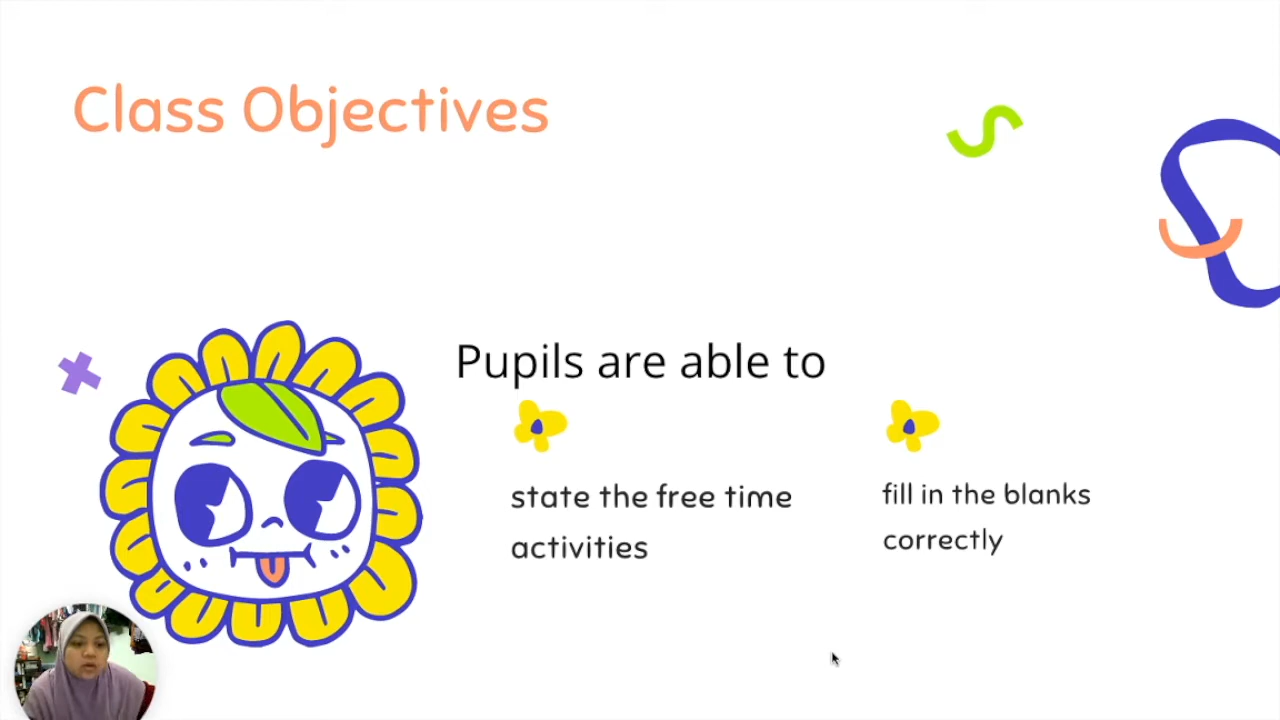 Class Objectives
Pupils are able to
state the free time
activities
fill in the blanks
correctly